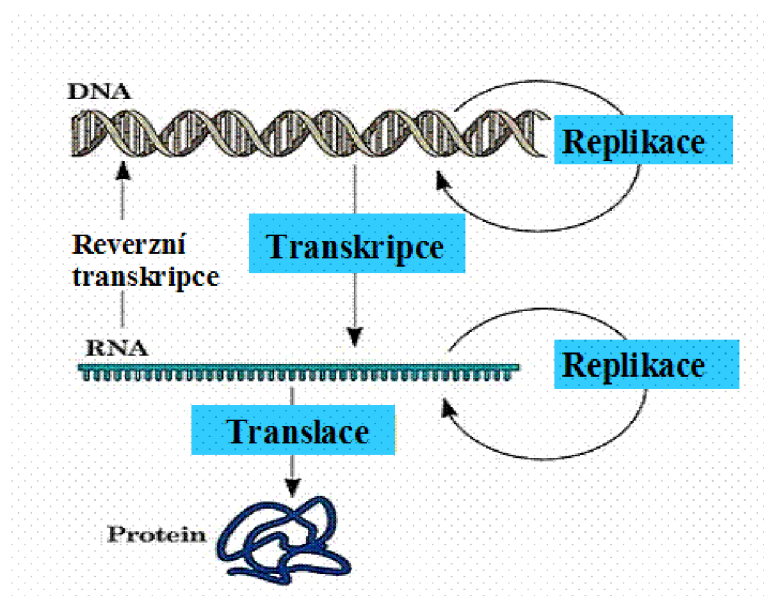 DNA
Replikace
Reverzní
transkripce
Transkripce
RNA
Replikace
Translace
Protein